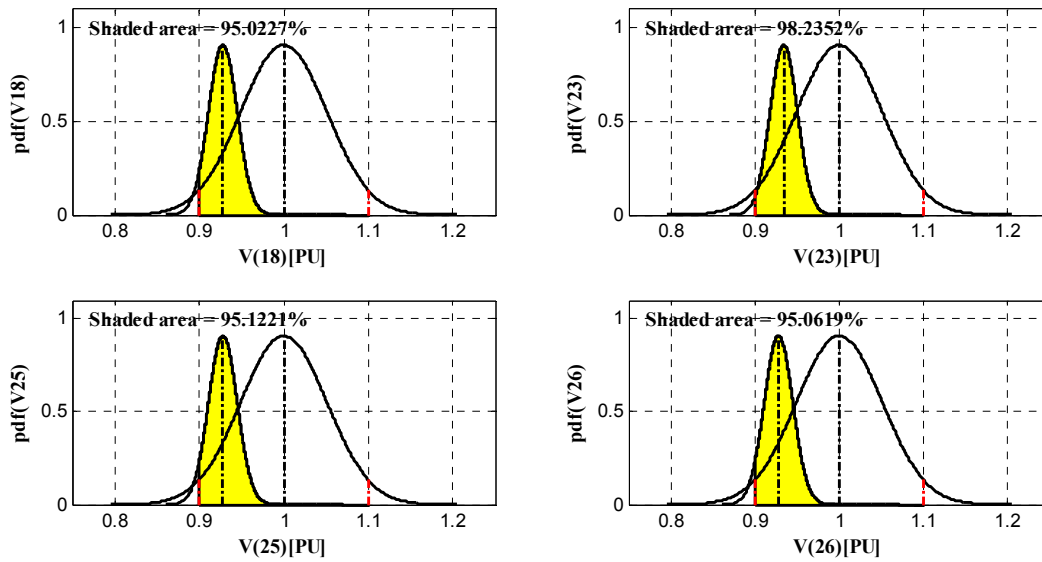 Shaded area = 95.0227%
1
0.5
0
pdf(V18)
0.8 0.9 1 1.1 1.2
V(18)[PU]
Shaded area = 98.2352%
1
0.5
0
pdf(V23)
0.8 0.9 1 1.1 1.2
V(23)[PU]
Shaded area = 95.1221%
1
0.5
0
pdf(V25)
0.8 0.9 1 1.1 1.2
V(25)[PU]
Shaded area = 95.0619%
1
0.5
0
pdf(V26)
0.8 0.9 1 1.1 1.2
V(26)[PU]